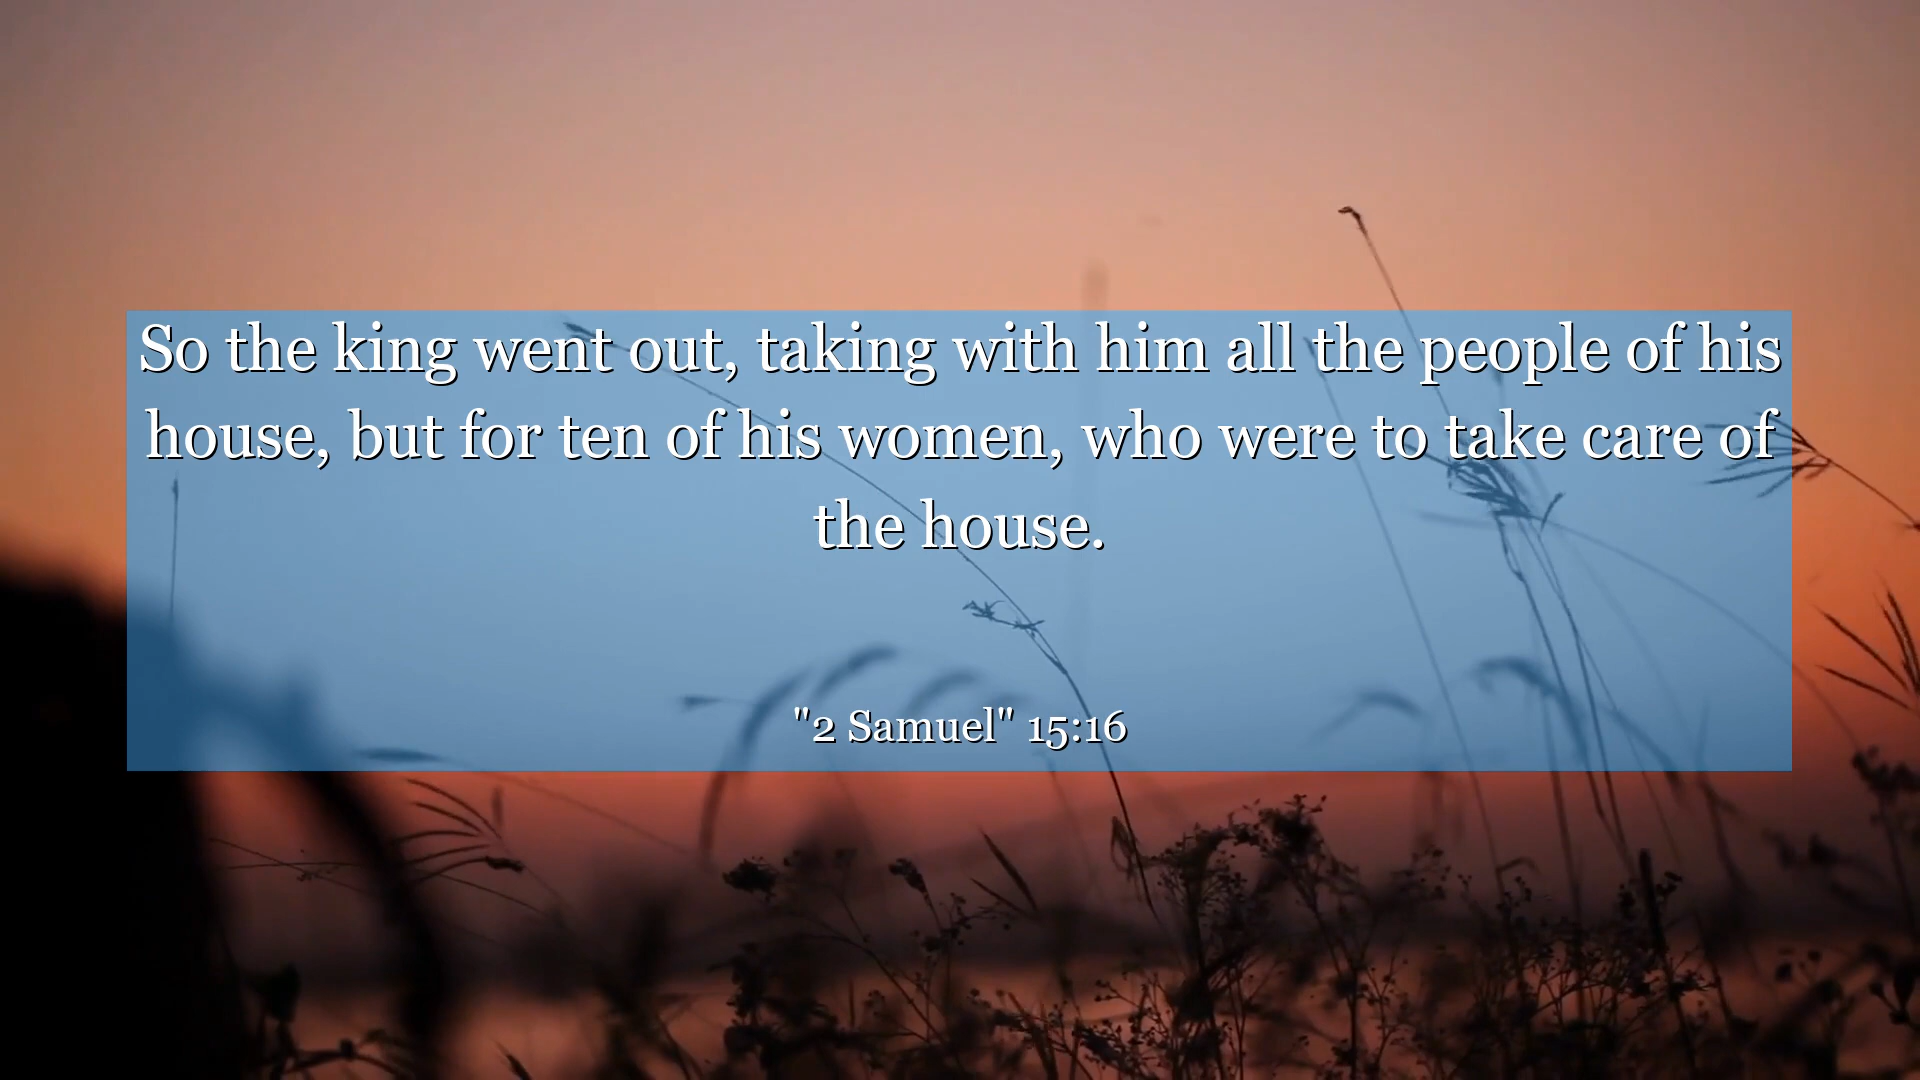 So the king went out, taking with him all the people of his
house, but for ten of his women, who were to take care of
the house.
"2 Samuel" 15:16